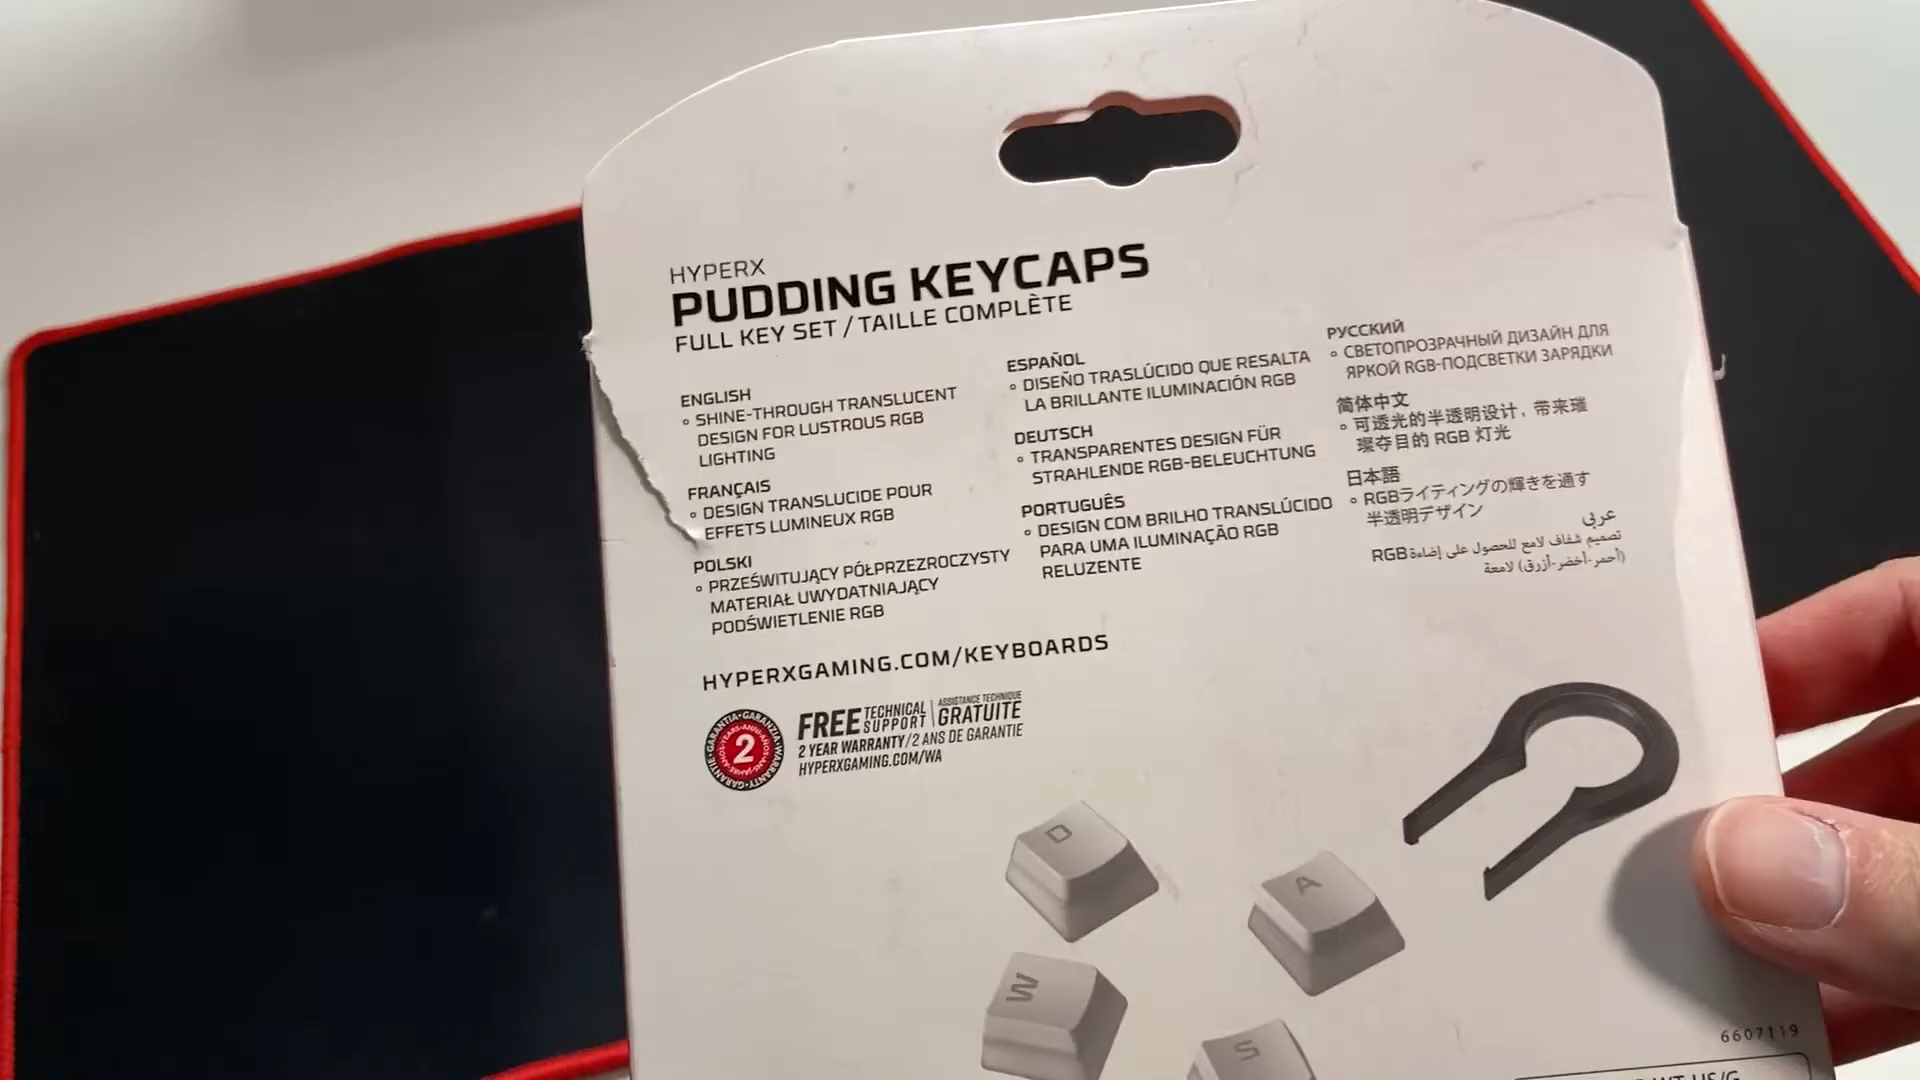 HYPERX
PUDDING KEYCAPS
FULL KEY SET / TAILLE COMPLÈTE
ENGLISH
◦ SHINE-THROUGH TRANSLUCENT
DESIGN FOR LUSTROUS RGB
LIGHTING
FRANÇAIS
◦ DESIGN TRANSLUCIDE POUR
EFFETS LUMINEUX RGB
POLSKI
◦ PRZEŚWITUJĄCY PÓŁPRZEZROCZYSTY
MATERIAŁ UWYDATNIAJĄCY
PODŚWIETLENIE RGB
ESPAÑOL
◦ DISEÑO TRASLÚCIDO QUE RESALTA
LA BRILLANTE ILUMINACIÓN RGB
DEUTSCH
◦ TRANSPARENTES DESIGN FÜR
STRAHLENDE RGB-BELEUCHTUNG
PORTUGUÊS
◦ DESIGN COM BRILHO TRANSLÚCIDO
PARA UMA ILUMINAÇÃO RGB
RELUZENTE
РУССКИЙ
◦ СВЕТОПРОЗРАЧНЫЙ ДИЗАЙН ДЛЯ
ЯРКОЙ RGB-ПОДСВЕТКИ ЗАРЯДКИ
简体中文
◦ 可透光的半透明设计，带来璀
璨夺目的 RGB 灯光
日本語
◦ RGBライティングの輝きを通す
半透明デザイン
عربي
تصميم شفاف لامع للحصول على إضاءة RGB
(أحمر-أخضر-أزرق) لامعة
HYPERXGAMING.COM/KEYBOARDS
2
FREE TECHNICAL SUPPORT | ASSISTANCE TECHNIQUE GRATUITE
2 YEAR WARRANTY/2 ANS DE GARANTIE
HYPERXGAMING.COM/WA
D
A
W
S
6607119